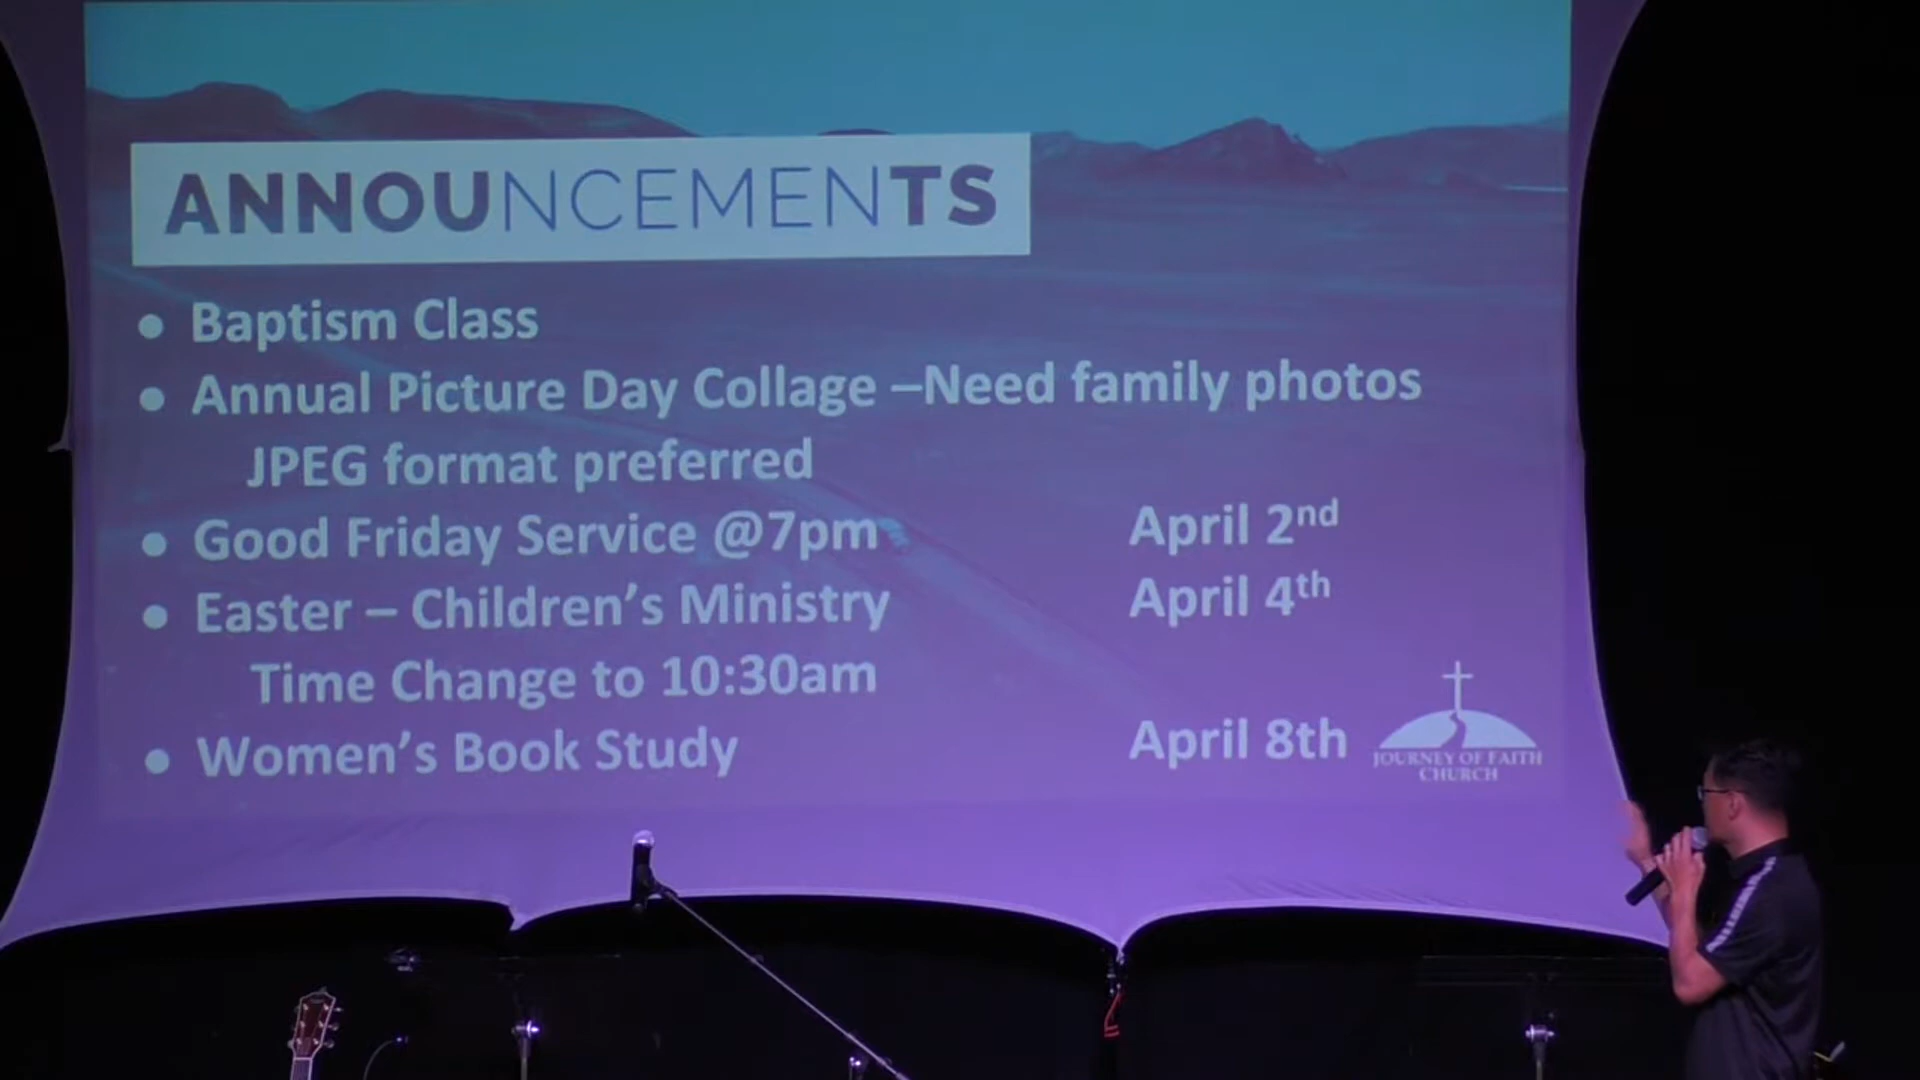 ANNOUNCEMENTS
● Baptism Class
● Annual Picture Day Collage –Need family photos
JPEG format preferred
● Good Friday Service @7pm April 2nd
● Easter – Children's Ministry April 4th
Time Change to 10:30am
● Women's Book Study April 8th
JOURNEY OF FAITH
CHURCH